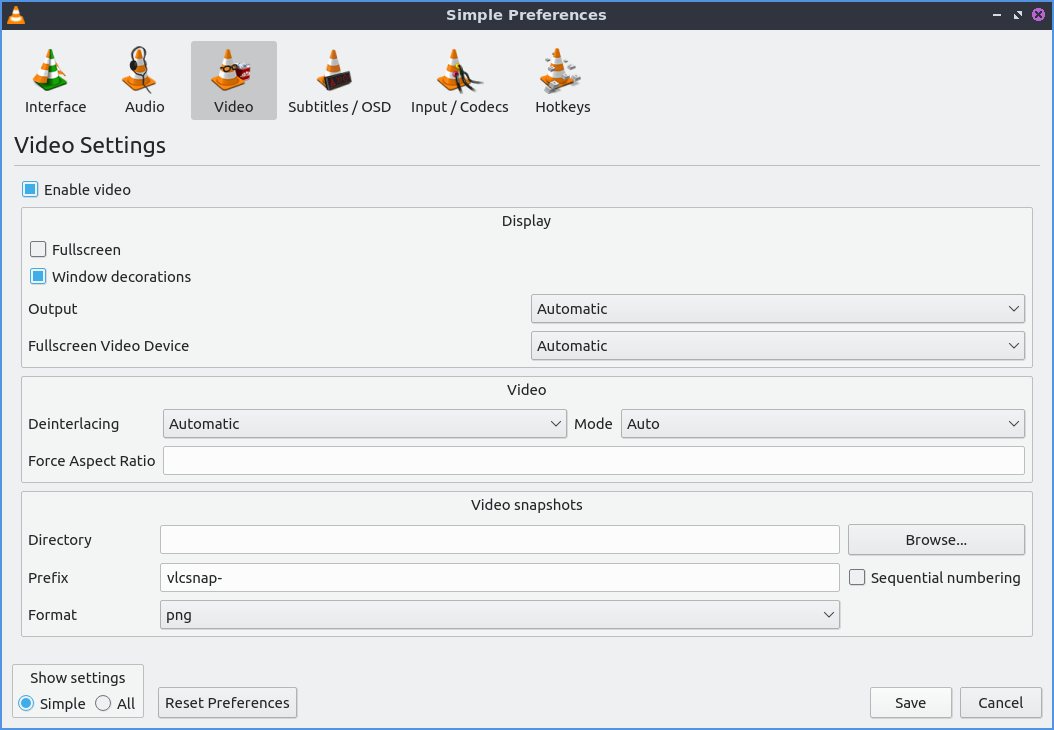 Simple Preferences
Interface Audio Video Subtitles / OSD Input / Codecs Hotkeys
Video Settings
Enable video
Display
Fullscreen
Window decorations
Output Automatic
Fullscreen Video Device Automatic
Video
Deinterlacing Automatic Mode Auto
Force Aspect Ratio
Video snapshots
Directory Browse...
Prefix vlcsnap- Sequential numbering
Format png
Show settings
Simple All Reset Preferences Save Cancel